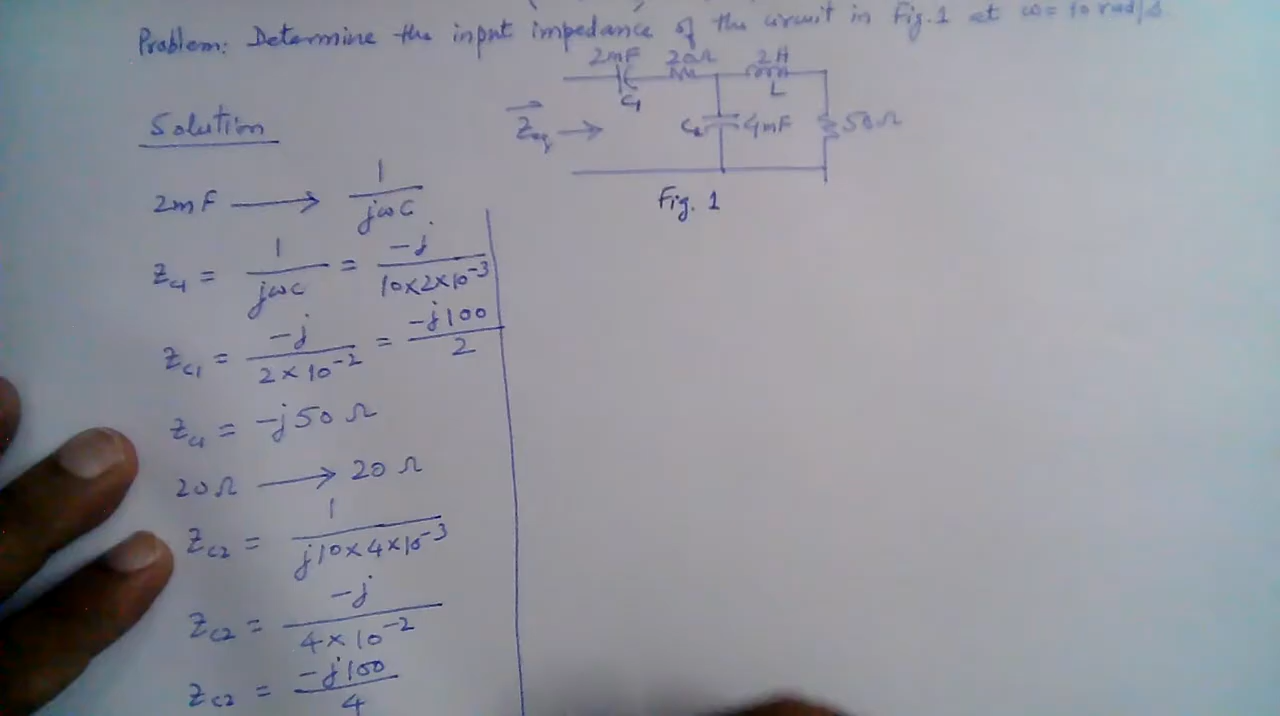 Problem: Determine the input impedance of the circuit in Fig.1 at ω = 10 rad/s
2mF 20Ω 2H
C1 L
Zeq → C2 4mF 50Ω
Fig. 1
Solution
2mF → 1/jωC
ZC1 = 1/jωC = -j/10×2×10^-3
ZC1 = -j/2×10^-2 = -j100/2
ZC1 = -j50 Ω
20Ω → 20 Ω
ZC2 = 1/j10×4×10^-3
ZC2 = -j/4×10^-2
ZC2 = -j100/4